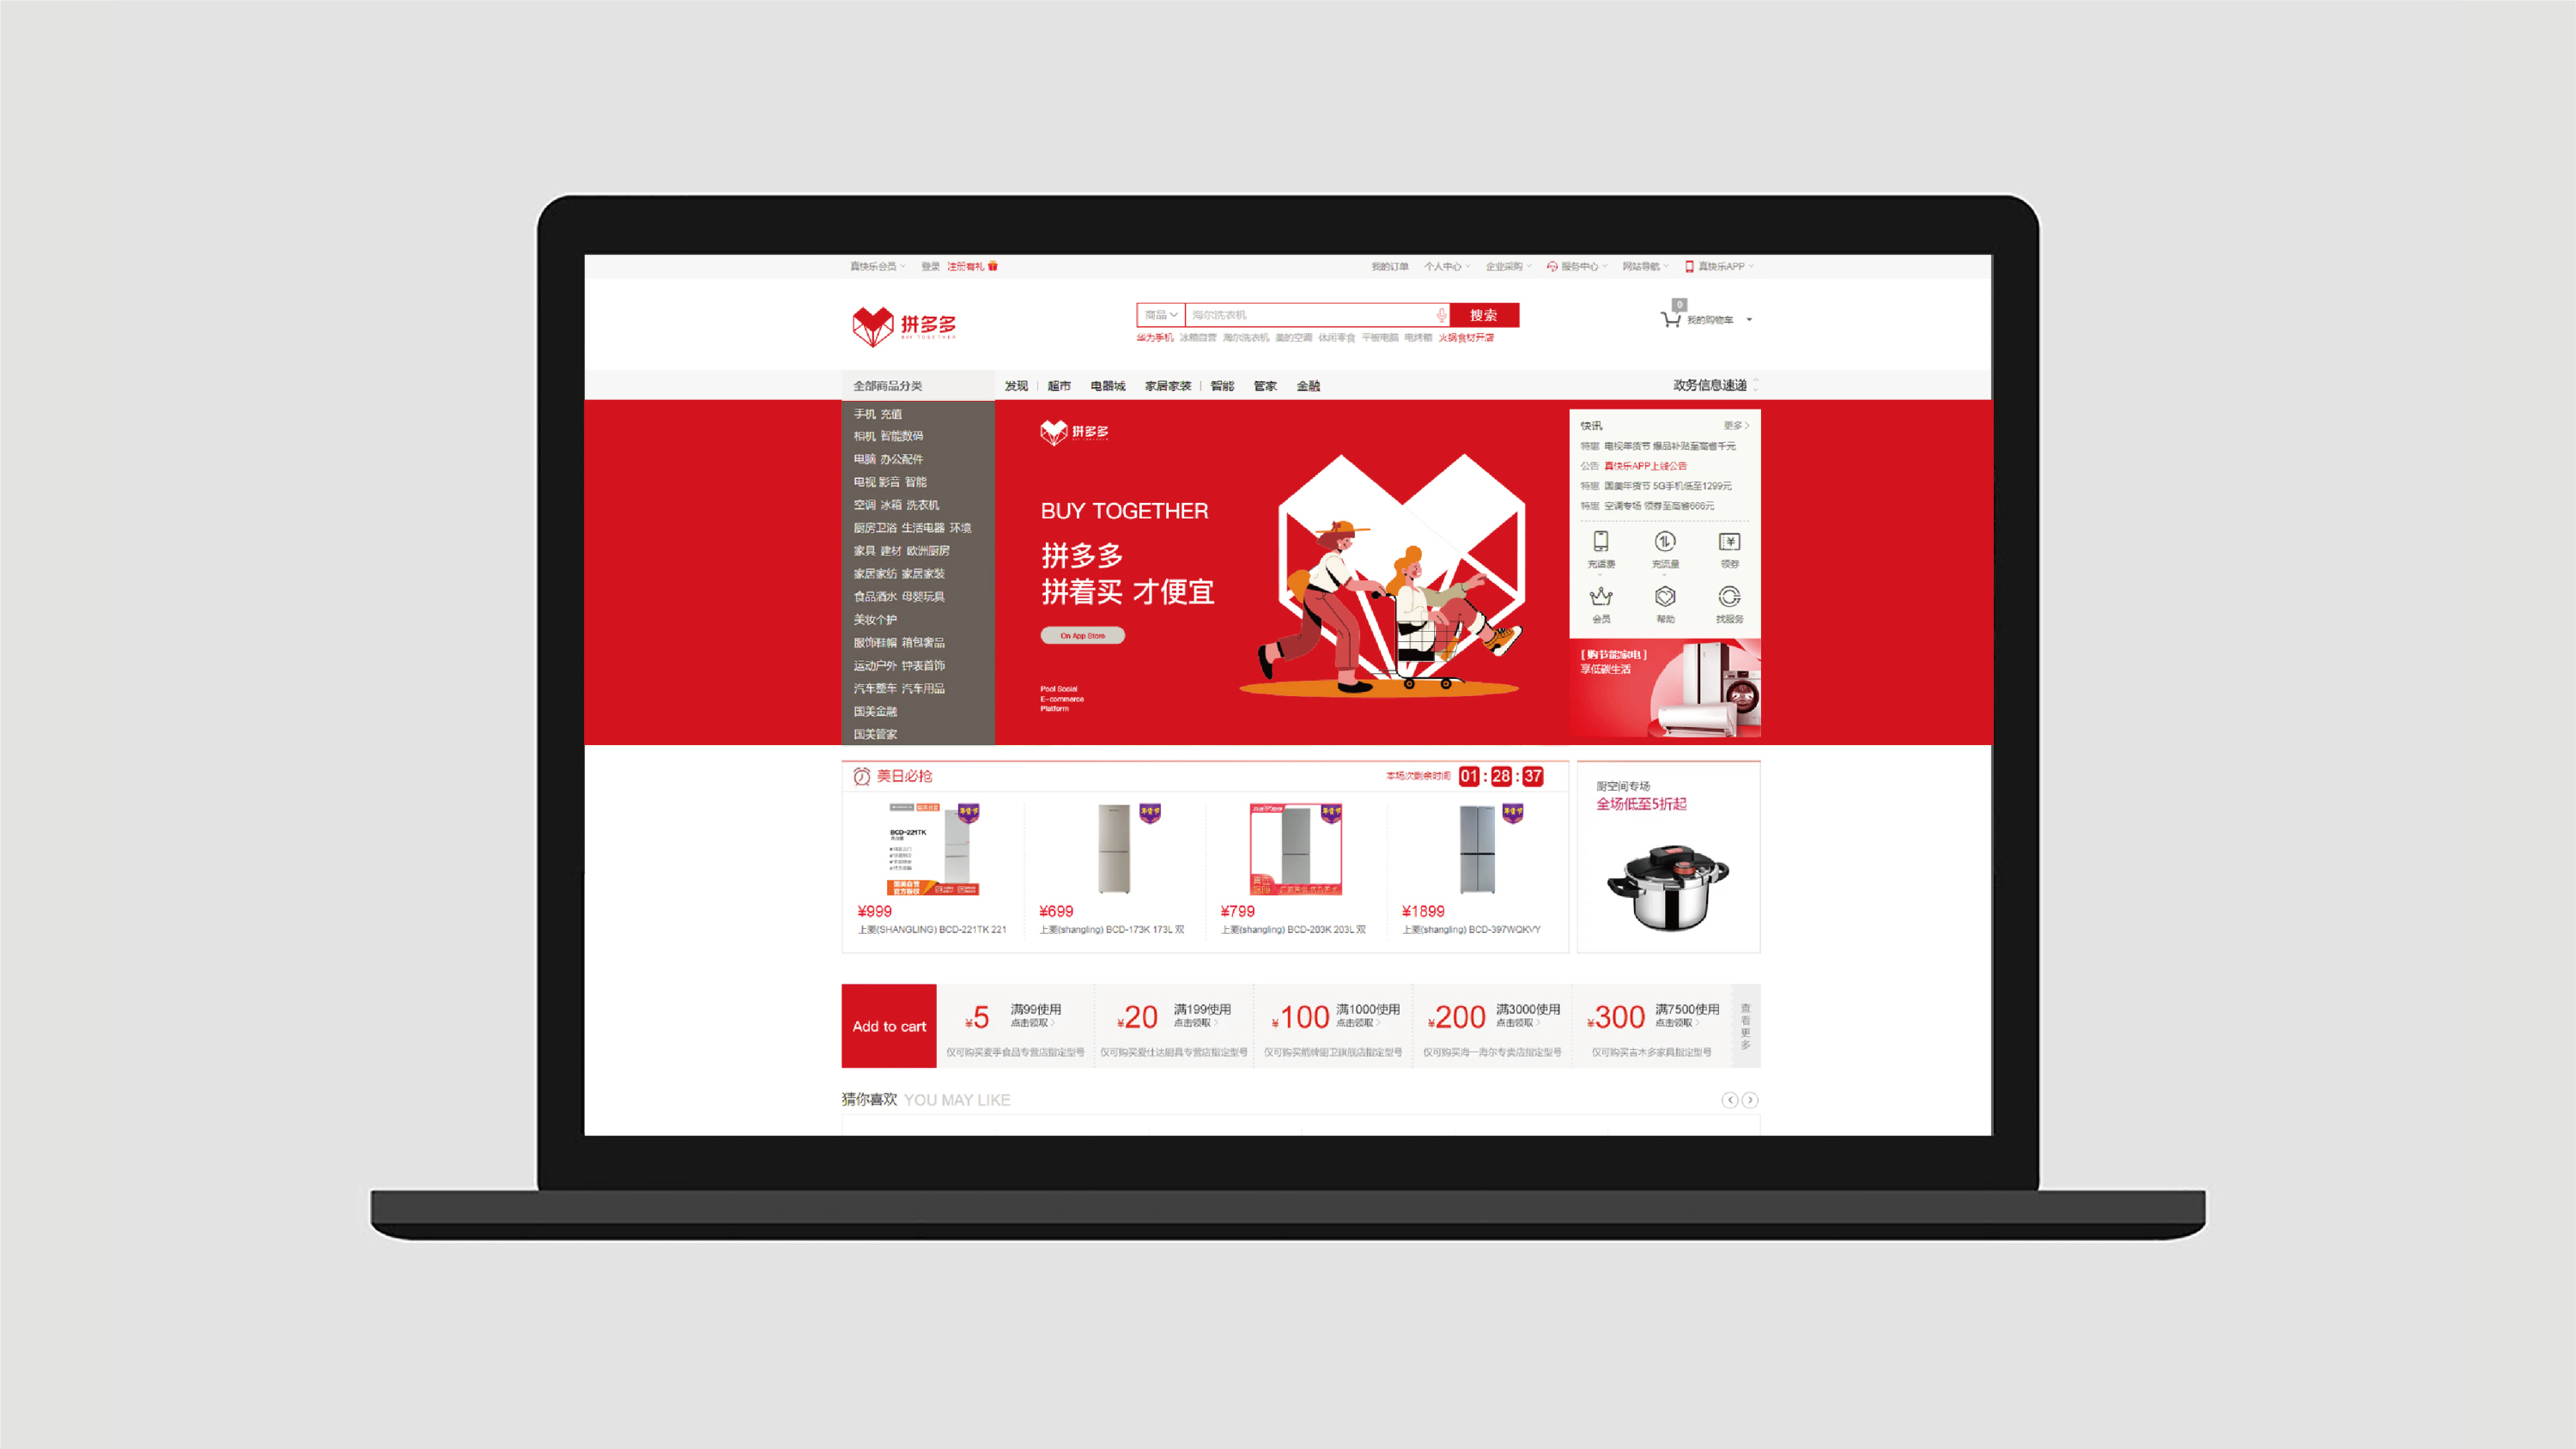 真快乐会员 登录 注册有礼
我的订单 个人中心 企业采购 服务中心 网站导航 真快乐APP
拼多多
BUY TOGETHER
商品 海尔洗衣机 搜索
0 我的购物车
华为手机 冰箱自营 海尔洗衣机 美的空调 休闲零食 平板电脑 电烤箱 火锅食材开店
全部商品分类 发现 超市 电器城 家居家装 智能 管家 金融 政务信息速递
手机 充值
相机 智能数码
电脑 办公配件
电视 影音 智能
空调 冰箱 洗衣机
厨房卫浴 生活电器 环境
家具 建材 欧洲厨房
家居家纺 家居家装
食品酒水 母婴玩具
美妆个护
服饰鞋帽 箱包奢品
运动户外 钟表首饰
汽车整车 汽车用品
国美金融
国美管家
拼多多
BUY TOGETHER
拼多多
拼着买 才便宜
On App Store
Pool Social
E-commerce
Platform
快讯 更多
特惠 电视年货节 爆品补贴至高省千元
公告 真快乐APP上线公告
特惠 国美年货节 5G手机低至1299元
特惠 空调专场 领券至高省666元
充话费 充流量 领券
会员 帮助 找服务
[ 购节能家电 ]
享低碳生活
美日必抢 本场次剩余时间 01 : 28 : 37
BCD-221TK
国美自营
官方版权
年货节
年货节
年货节
年货节
¥999 ¥699 ¥799 ¥1899
上菱(SHANGLING) BCD-221TK 221 上菱(shangling) BCD-173K 173L 双 上菱(shangling) BCD-203K 203L 双 上菱(shangling) BCD-397WQKVY
厨空间专场
全场低至5折起
Add to cart
¥5 满99使用 点击领取
仅可购买麦手食品专营店指定型号
¥20 满199使用 点击领取
仅可购买爱仕达厨具专营店指定型号
¥100 满1000使用 点击领取
仅可购买箭牌厨卫旗舰店指定型号
¥200 满3000使用 点击领取
仅可购买海一海尔专卖店指定型号
¥300 满7500使用 点击领取
仅可购买吉木多家具指定型号
查看更多
猜你喜欢 YOU MAY LIKE